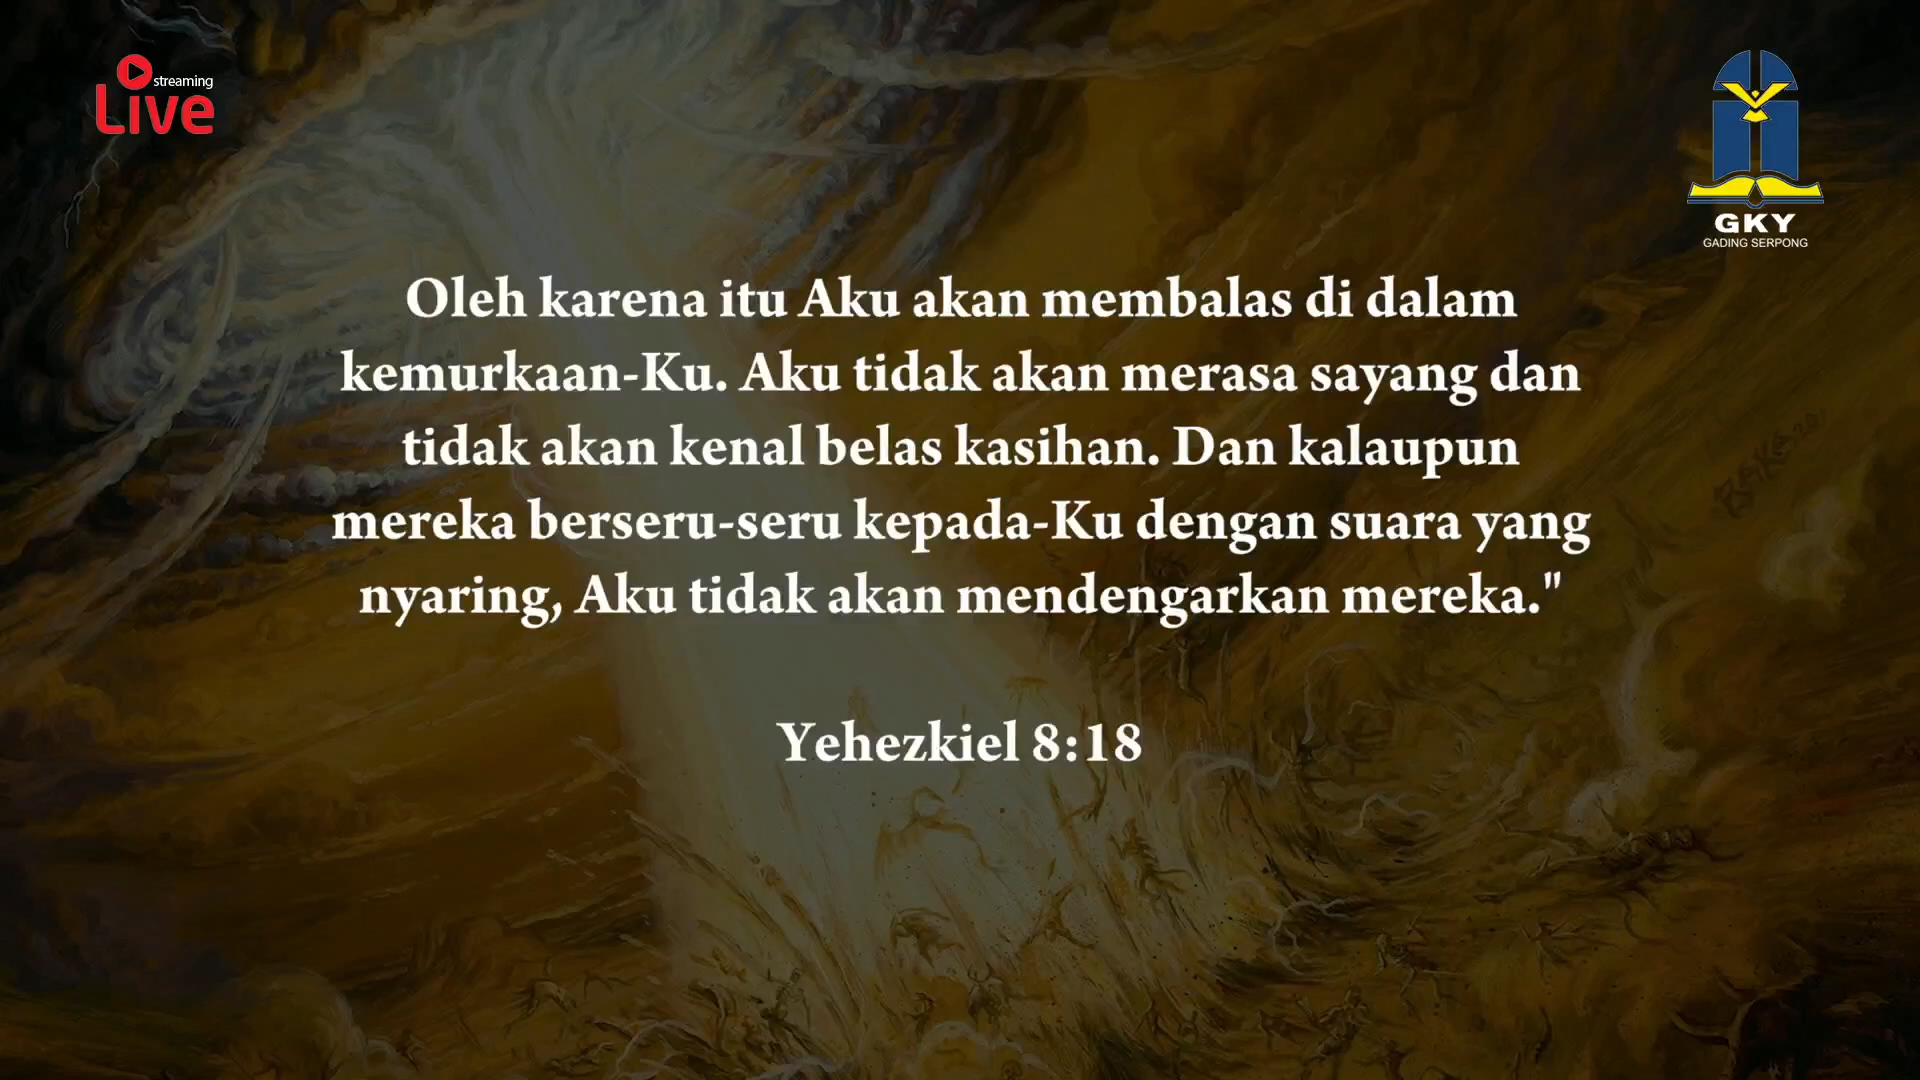 streaming
Live
GKY
GADING SERPONG
Oleh karena itu Aku akan membalas di dalam
kemurkaan-Ku. Aku tidak akan merasa sayang dan
tidak akan kenal belas kasihan. Dan kalaupun
mereka berseru-seru kepada-Ku dengan suara yang
nyaring, Aku tidak akan mendengarkan mereka."
Yehezkiel 8:18